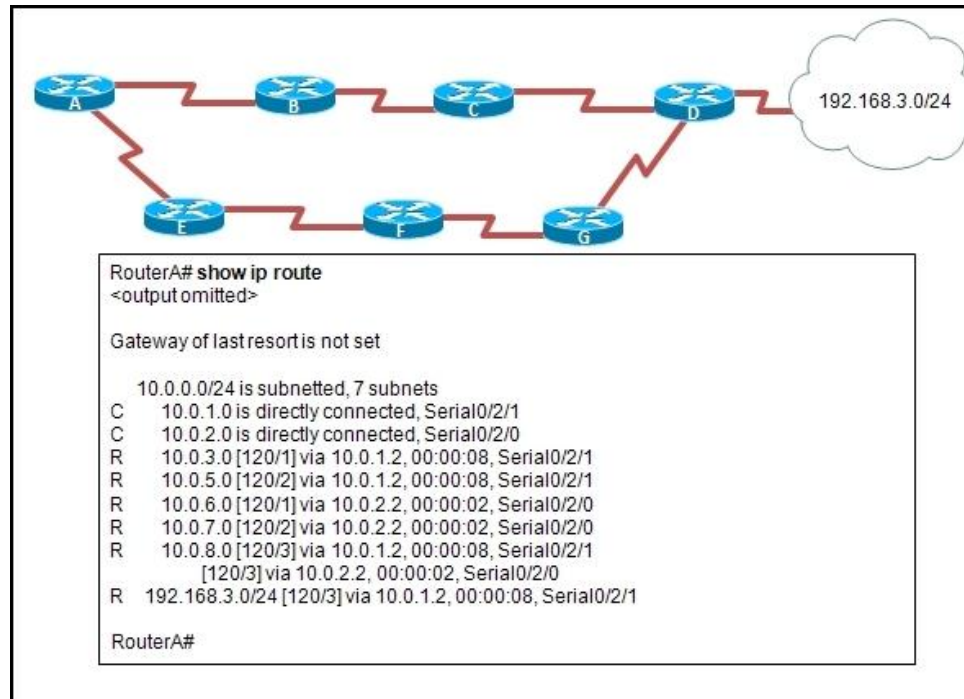 A
B
C
D
192.168.3.0/24
E
F
G
RouterA# show ip route
<output omitted>
Gateway of last resort is not set
10.0.0.0/24 is subnetted, 7 subnets
C 10.0.1.0 is directly connected, Serial0/2/1
C 10.0.2.0 is directly connected, Serial0/2/0
R 10.0.3.0 [120/1] via 10.0.1.2, 00:00:08, Serial0/2/1
R 10.0.5.0 [120/2] via 10.0.1.2, 00:00:08, Serial0/2/1
R 10.0.6.0 [120/1] via 10.0.2.2, 00:00:02, Serial0/2/0
R 10.0.7.0 [120/2] via 10.0.2.2, 00:00:02, Serial0/2/0
R 10.0.8.0 [120/3] via 10.0.1.2, 00:00:08, Serial0/2/1
[120/3] via 10.0.2.2, 00:00:02, Serial0/2/0
R 192.168.3.0/24 [120/3] via 10.0.1.2, 00:00:08, Serial0/2/1
RouterA#